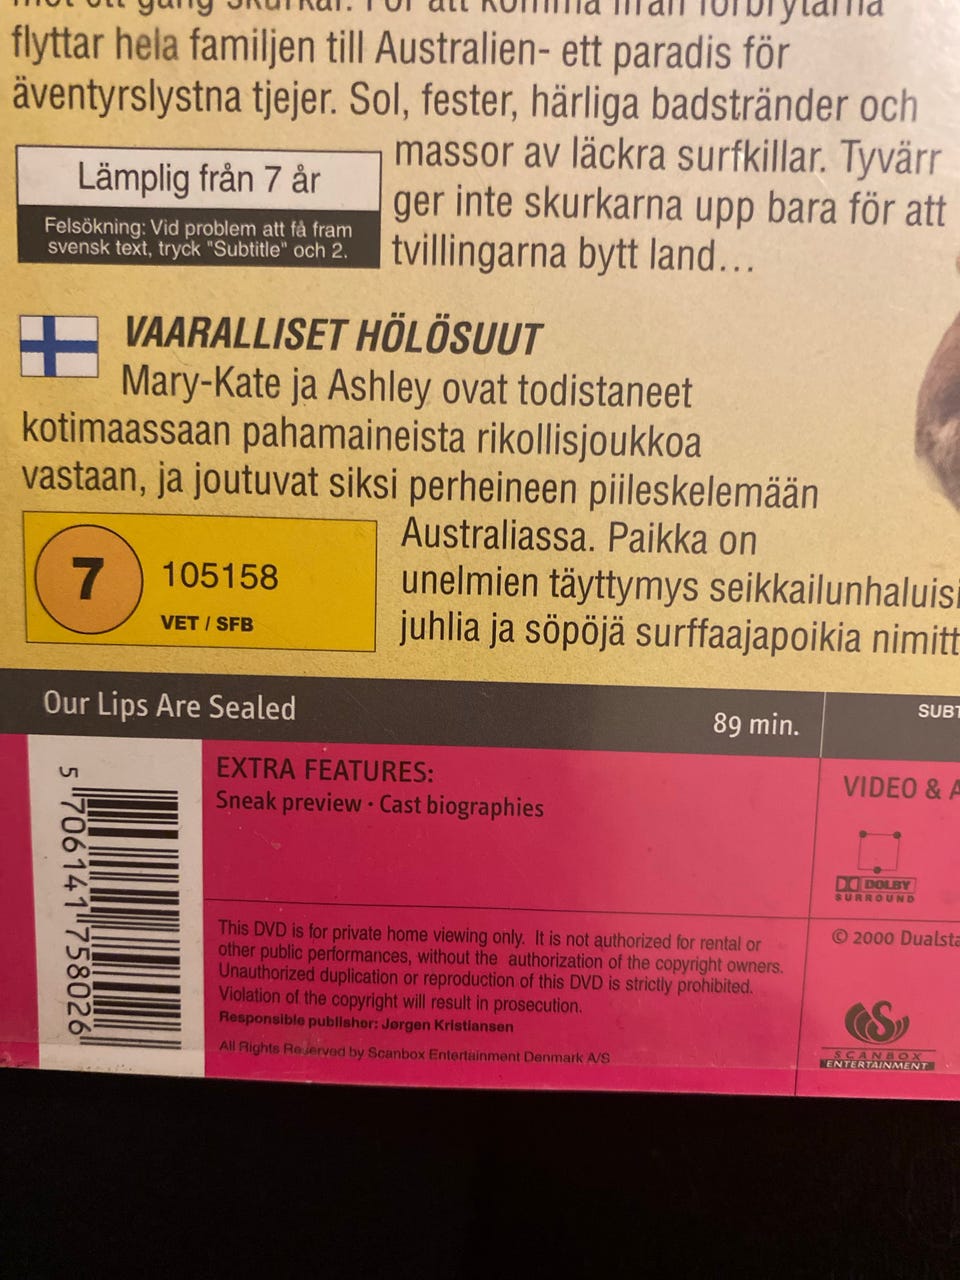 flyttar hela familjen till Australien- ett paradis för
äventyrslystna tjejer. Sol, fester, härliga badstränder och
massor av läckra surfkillar. Tyvärr
ger inte skurkarna upp bara för att
tvillingarna bytt land...
Lämplig från 7 år
Felsökning: Vid problem att få fram
svensk text, tryck "Subtitle" och 2.
VAARALLISET HÖLÖSUUT
Mary-Kate ja Ashley ovat todistaneet
kotimaassaan pahamaineista rikollisjoukkoa
vastaan, ja joutuvat siksi perheineen piileskelemään
Australiassa. Paikka on
unelmien täyttymys seikkailunhaluisi
juhlia ja söpöjä surffaajapoikia nimitt
7
105158
VET / SFB
Our Lips Are Sealed
89 min.
SUBT
EXTRA FEATURES:
Sneak preview · Cast biographies
VIDEO & A
DOLBY
SURROUND
This DVD is for private home viewing only. It is not authorized for rental or
other public performances, without the authorization of the copyright owners.
Unauthorized duplication or reproduction of this DVD is strictly prohibited.
Violation of the copyright will result in prosecution.
Responsible publisher: Jørgen Kristiansen
All Rights Reserved by Scanbox Entertainment Denmark A/S
© 2000 Dualsta
SCANBOX
ENTERTAINMENT
5 706141 758026